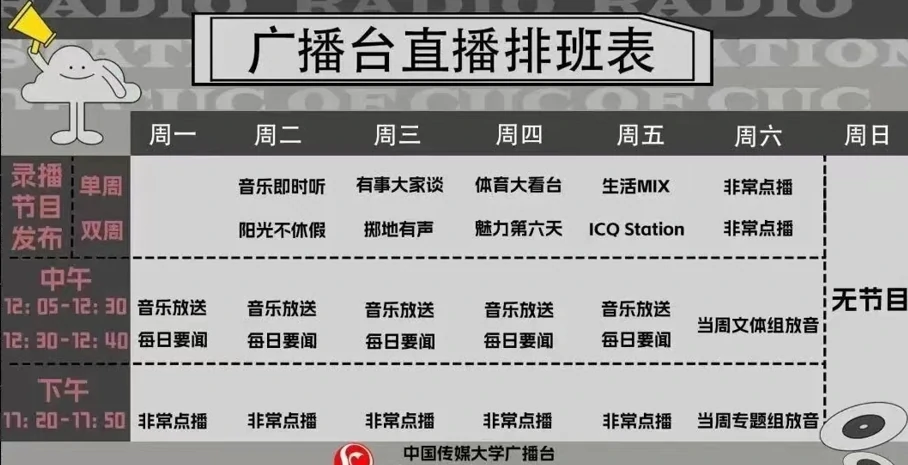 RADIO RADIO RADIO
广播台直播排班表
周一 周二 周三 周四 周五 周六 周日
录播节目发布
单周 音乐即时听 有事大家谈 体育大看台 生活MIX 非常点播
双周 阳光不休假 掷地有声 魅力第六天 ICQ Station 非常点播
中午
12:05-12:30 音乐放送 音乐放送 音乐放送 音乐放送 音乐放送
12:30-12:40 每日要闻 每日要闻 每日要闻 每日要闻 每日要闻
当周文体组放音
无节目
下午
17:20-17:50 非常点播 非常点播 非常点播 非常点播 非常点播 当周专题组放音
中国传媒大学广播台